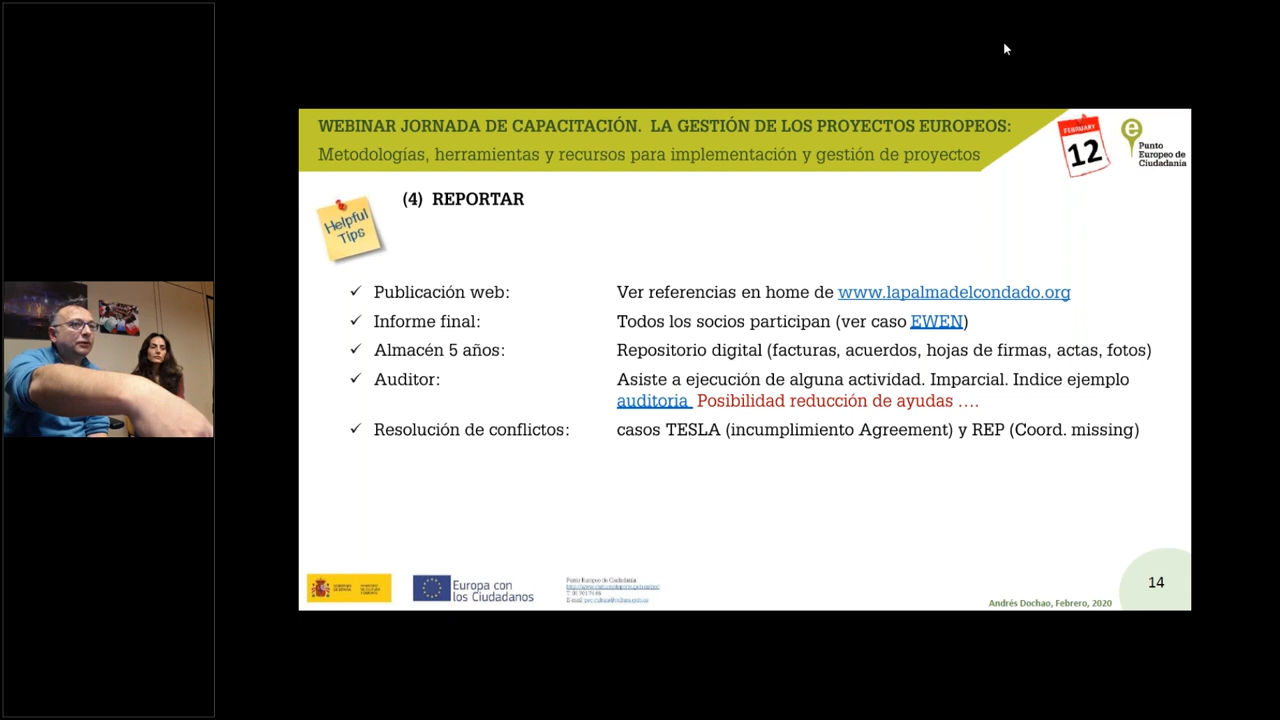 WEBINAR JORNADA DE CAPACITACIÓN. LA GESTIÓN DE LOS PROYECTOS EUROPEOS:
Metodologías, herramientas y recursos para implementación y gestión de proyectos
FEBRUARY
12
e
Punto
Europeo de
Ciudadanía
Helpful
Tips
(4) REPORTAR
✓ Publicación web: Ver referencias en home de www.lapalmadelcondado.org
✓ Informe final: Todos los socios participan (ver caso EWEN)
✓ Almacén 5 años: Repositorio digital (facturas, acuerdos, hojas de firmas, actas, fotos)
✓ Auditor: Asiste a ejecución de alguna actividad. Imparcial. Indice ejemplo
auditoria Posibilidad reducción de ayudas ....
✓ Resolución de conflictos: casos TESLA (incumplimiento Agreement) y REP (Coord. missing)
Europa con
los Ciudadanos
Punto Europeo de Ciudadanía
Andrés Dochao, Febrero, 2020
14